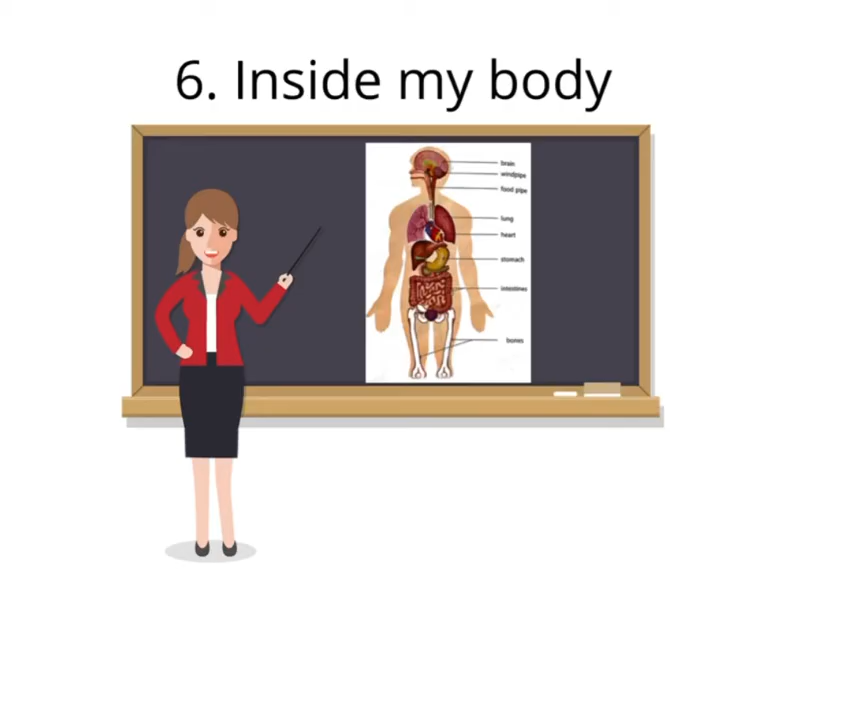 6. Inside my body
brain
windpipe
food pipe
lung
heart
stomach
intestines
bones